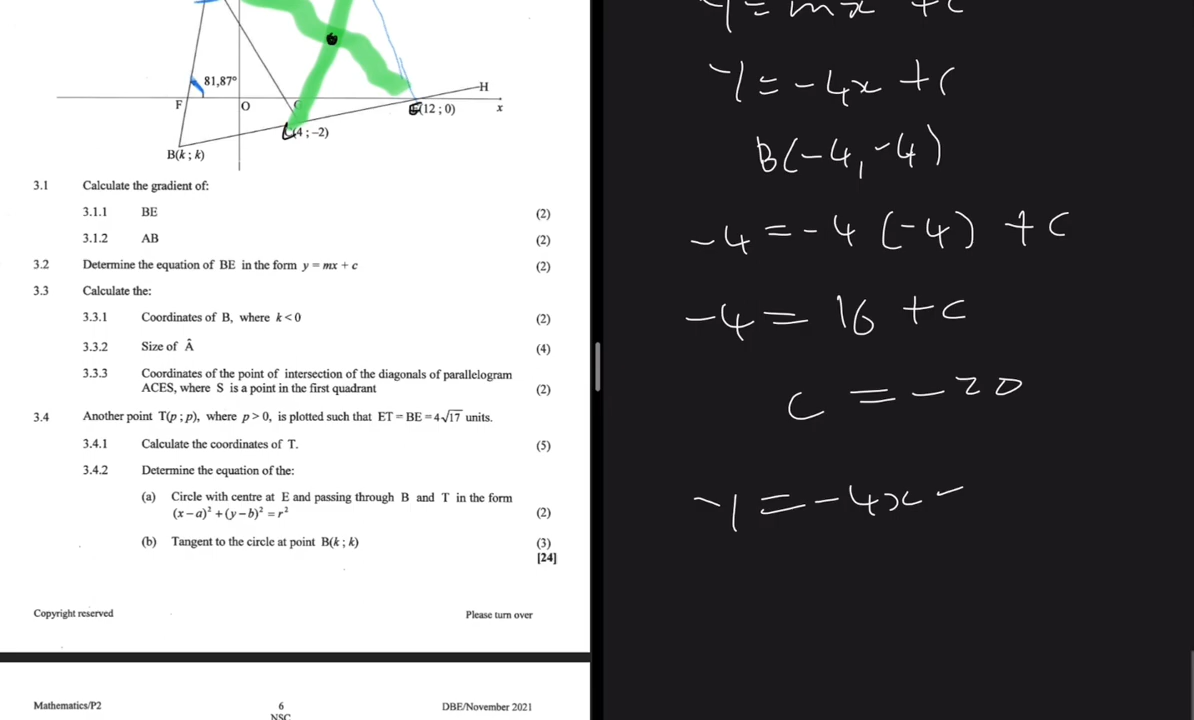 81,87°
H
F
O
E(12 ; 0)
x
C(4 ; –2)
B(k ; k)
3.1 Calculate the gradient of:
3.1.1 BE (2)
3.1.2 AB (2)
3.2 Determine the equation of BE in the form y = mx + c (2)
3.3 Calculate the:
3.3.1 Coordinates of B, where k < 0 (2)
3.3.2 Size of Â (4)
3.3.3 Coordinates of the point of intersection of the diagonals of parallelogram
ACES, where S is a point in the first quadrant (2)
3.4 Another point T(p ; p), where p > 0, is plotted such that ET = BE = 4√17 units.
3.4.1 Calculate the coordinates of T. (5)
3.4.2 Determine the equation of the:
(a) Circle with centre at E and passing through B and T in the form
(x – a)² + (y – b)² = r² (2)
(b) Tangent to the circle at point B(k ; k) (3)
[24]
Copyright reserved Please turn over
Mathematics/P2 6 DBE/November 2021
NSC
y = mx + c
y = -4x + c
B(-4, -4)
-4 = -4 (-4) + c
-4 = 16 + c
c = -20
y = -4x -